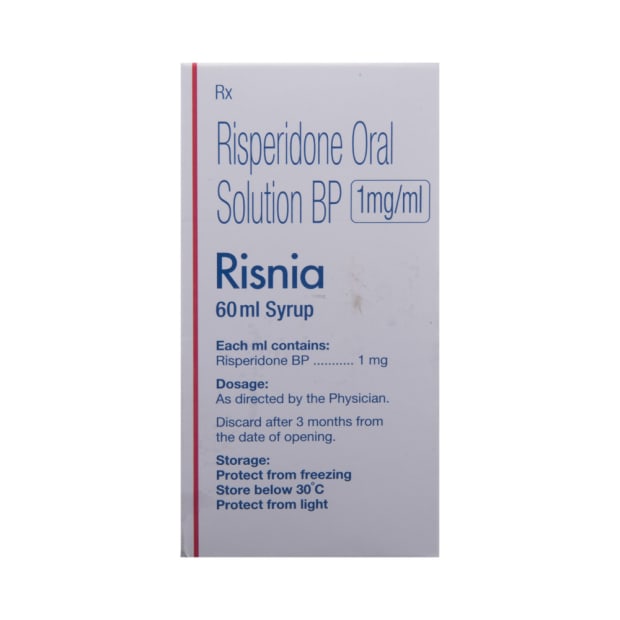 Rx
Risperidone Oral
Solution BP 1mg/ml
Risnia
60 ml Syrup
Each ml contains:
Risperidone BP ........... 1 mg
Dosage:
As directed by the Physician.
Discard after 3 months from
the date of opening.
Storage:
Protect from freezing
Store below 30°C
Protect from light